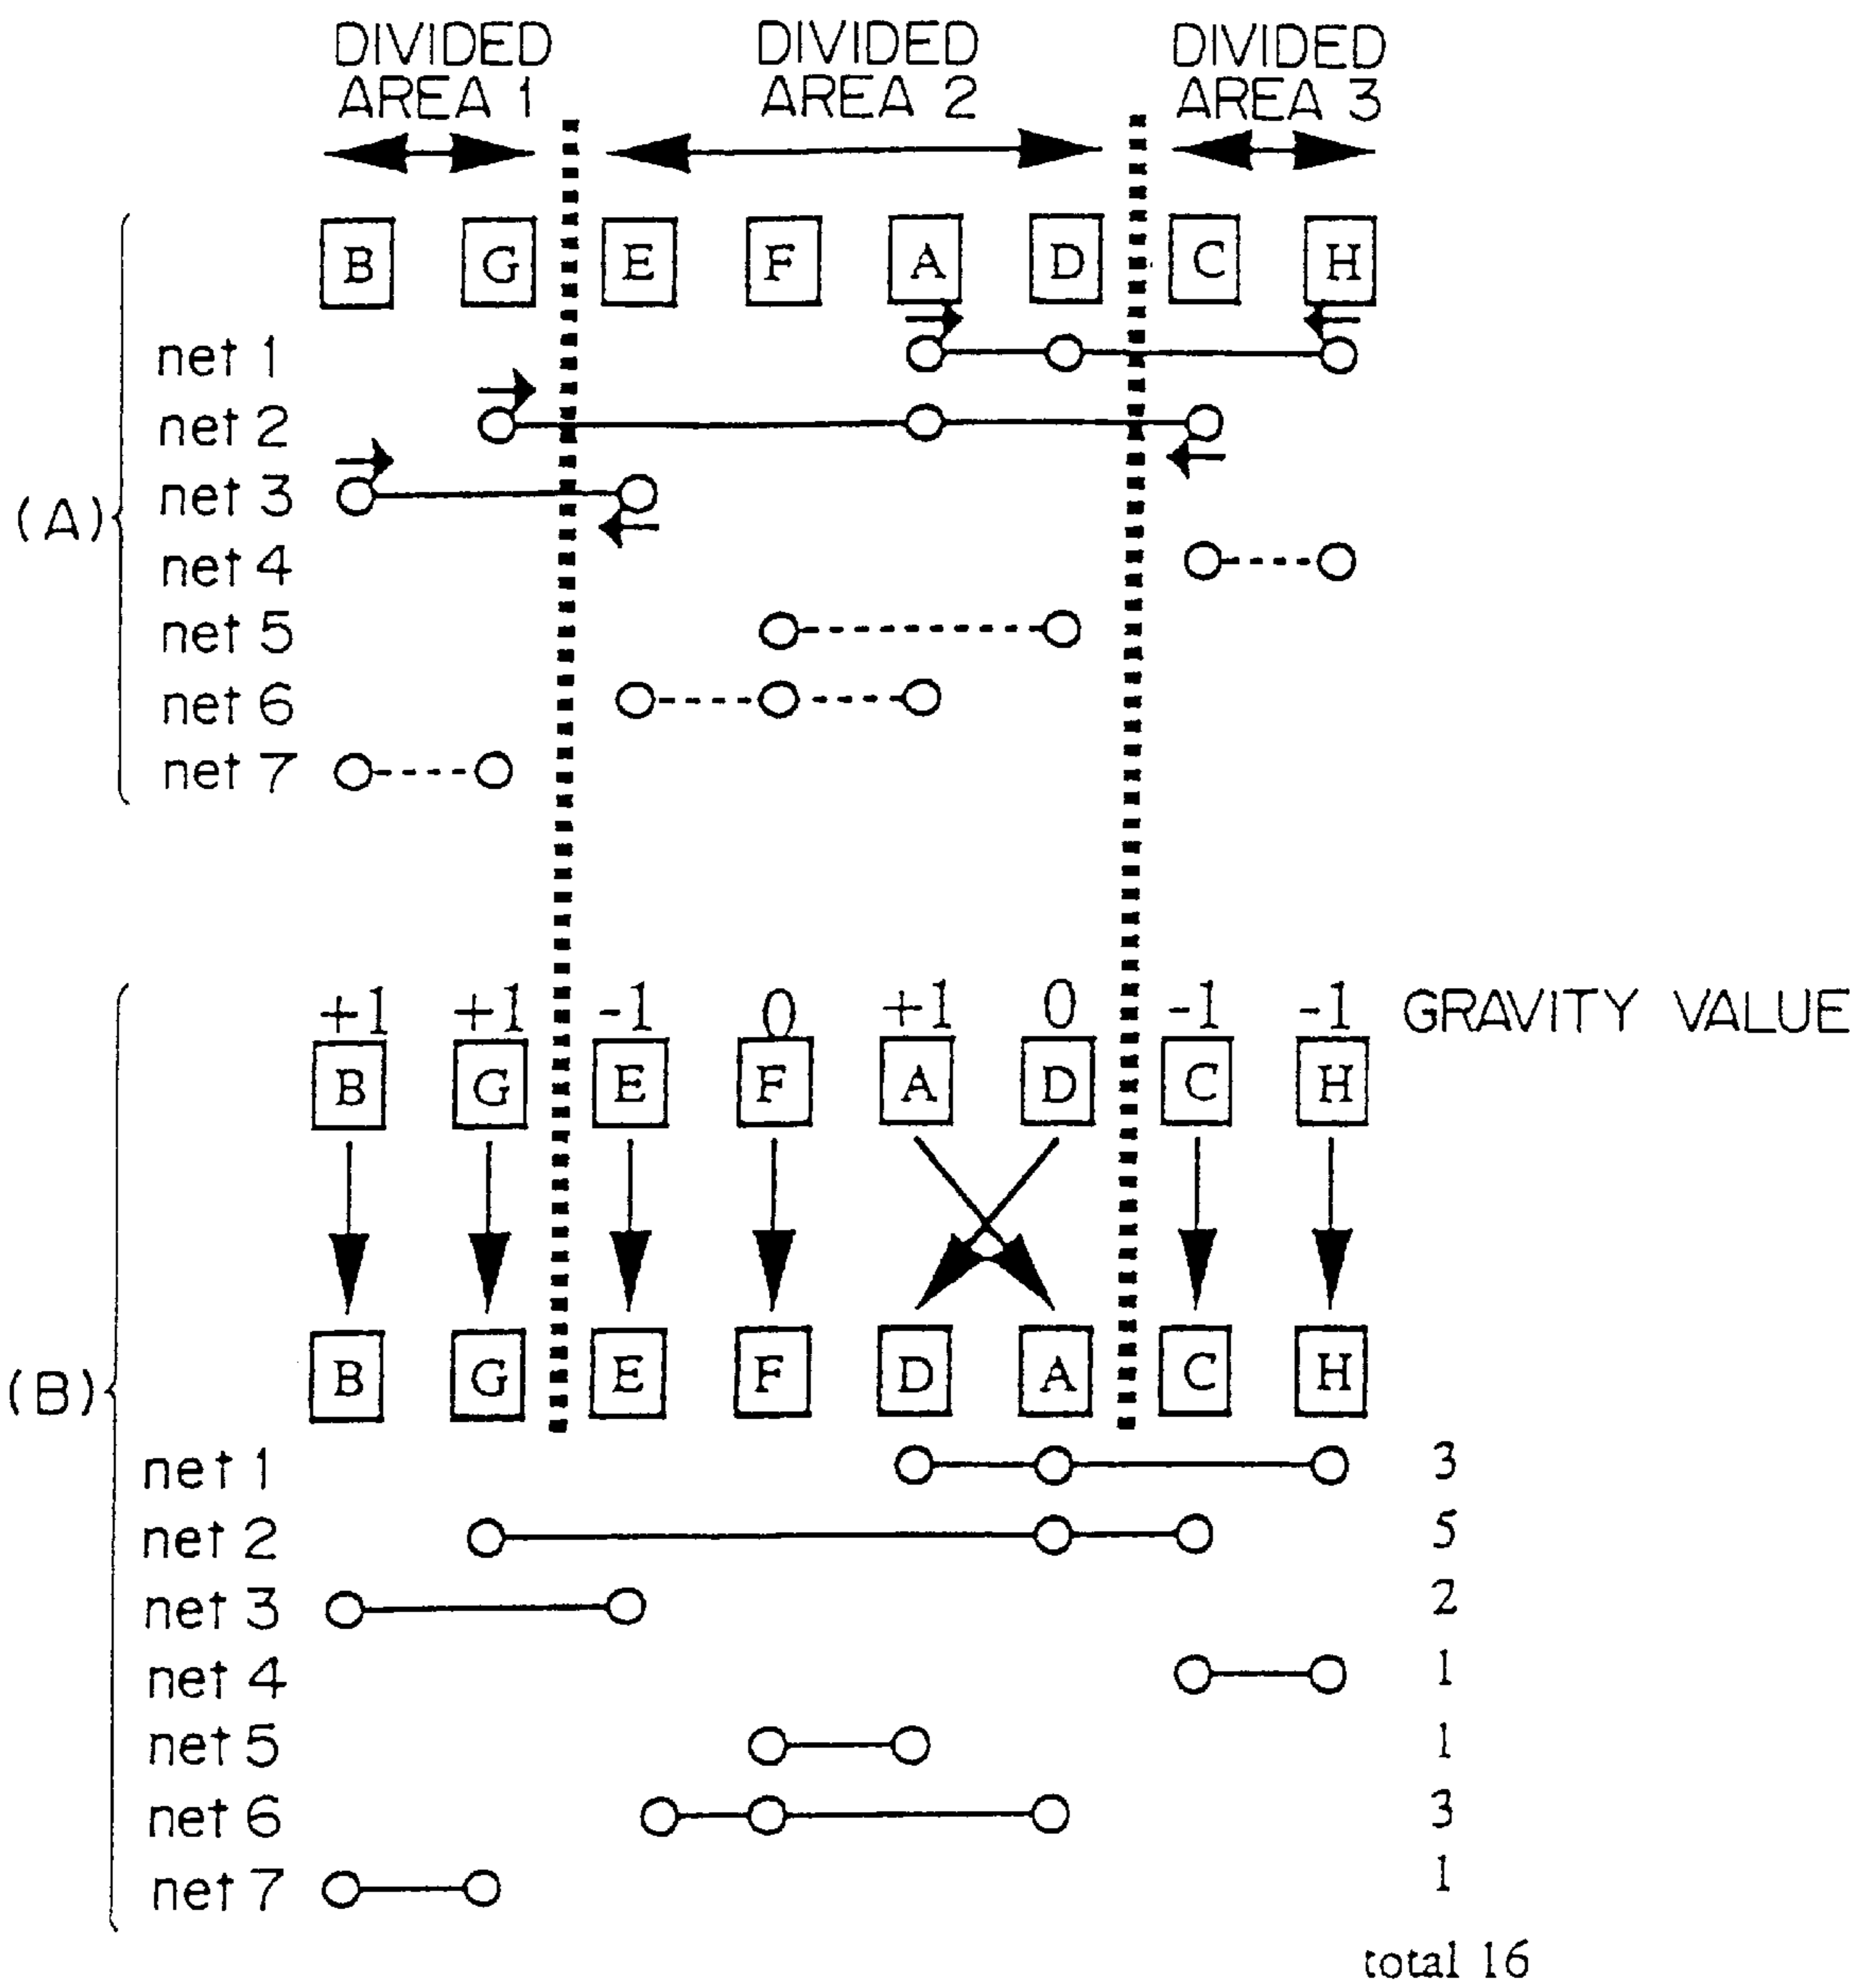 DIVIDED DIVIDED DIVIDED
AREA 1 AREA 2 AREA 3
B G E F A D C H
net 1
net 2
net 3
(A)
net 4
net 5
net 6
net 7
+1 +1 -1 0 +1 0 -1 -1 GRAVITY VALUE
B G E F A D C H
B G E F D A C H
(B)
net 1 3
net 2 5
net 3 2
net 4 1
net 5 1
net 6 3
net 7 1
total 16